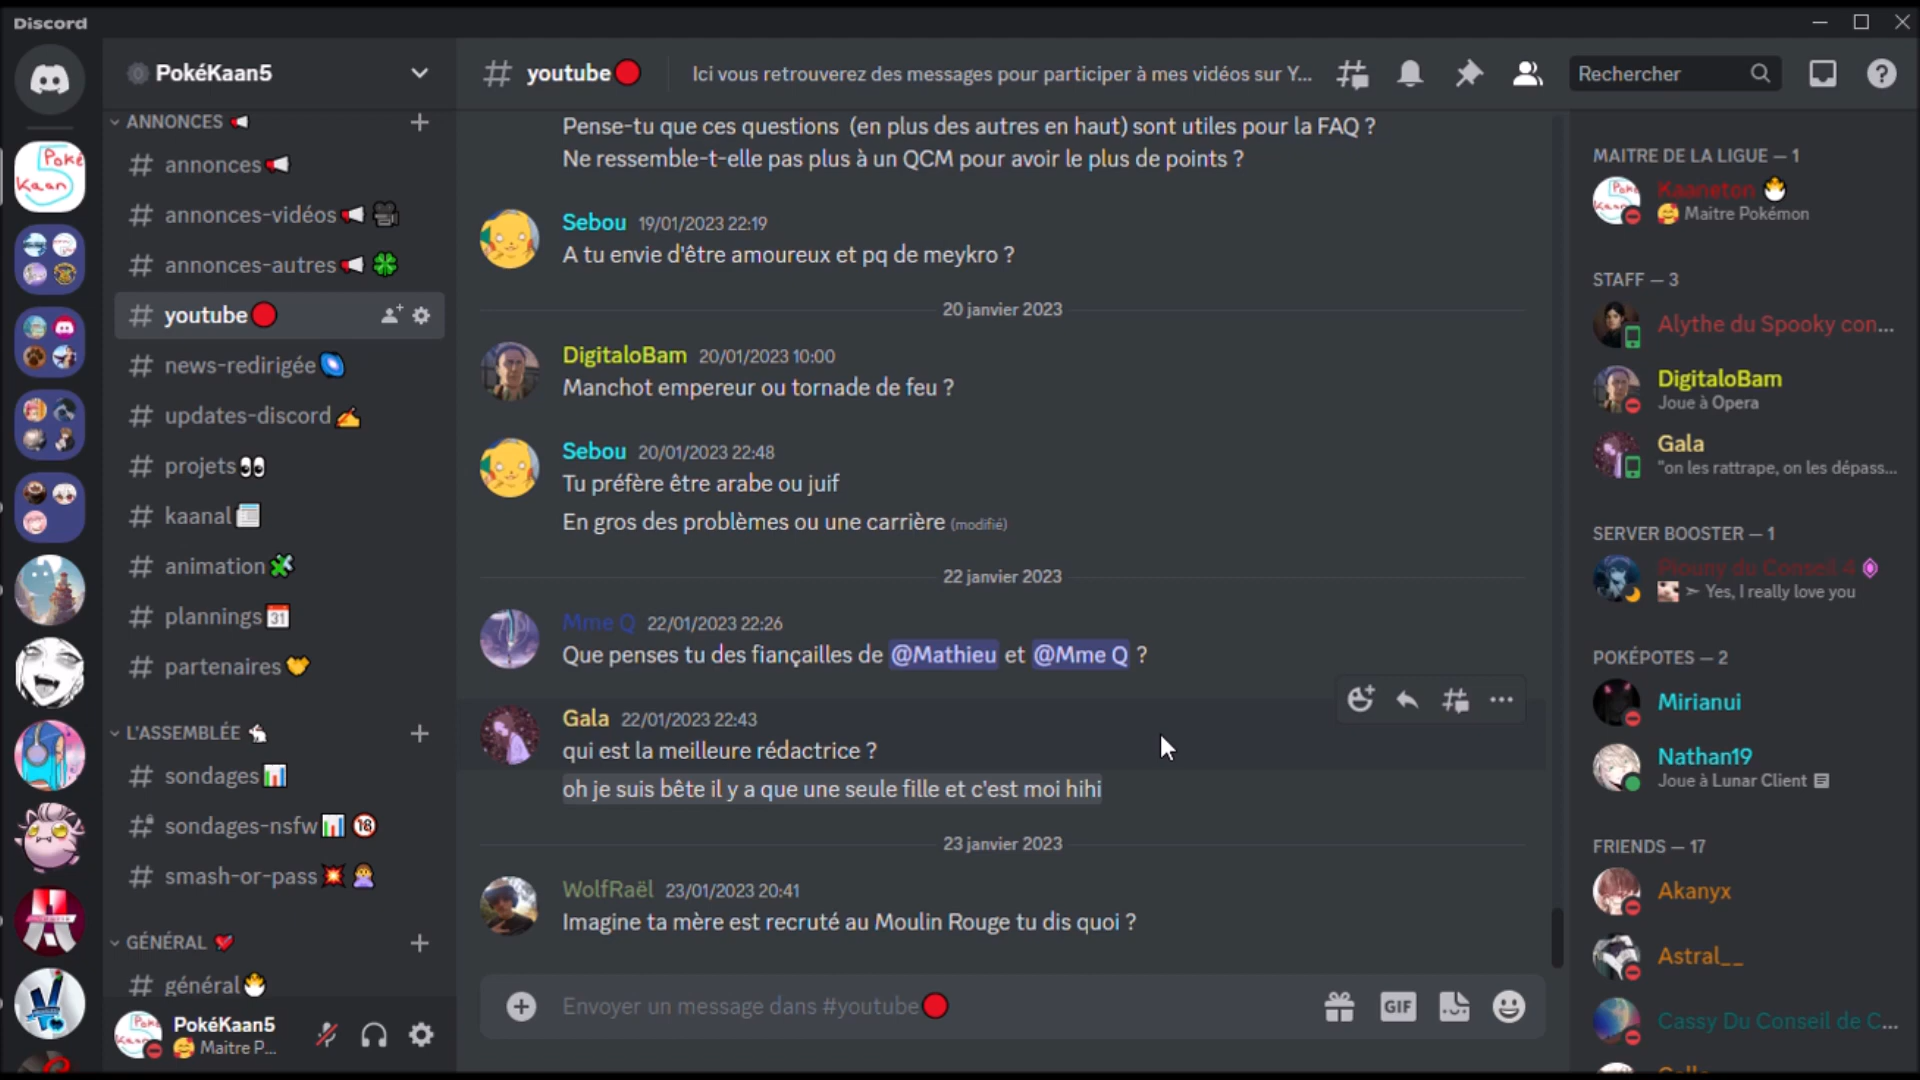 Discord
PokéKaan5
ANNONCES
annonces
annonces-vidéos
annonces-autres
youtube
news-redirigée
updates-discord
projets
kaanal
animation
plannings
partenaires
L'ASSEMBLÉE
sondages
sondages-nsfw
smash-or-pass
GÉNÉRAL
général
PokéKaan5
Maitre P...
youtube
Ici vous retrouverez des messages pour participer à mes vidéos sur Y...
Rechercher
Pense-tu que ces questions (en plus des autres en haut) sont utiles pour la FAQ ?
Ne ressemble-t-elle pas plus à un QCM pour avoir le plus de points ?
Sebou 19/01/2023 22:19
A tu envie d'être amoureux et pq de meykro ?
20 janvier 2023
DigitaloBam 20/01/2023 10:00
Manchot empereur ou tornade de feu ?
Sebou 20/01/2023 22:48
Tu préfère être arabe ou juif
En gros des problèmes ou une carrière (modifié)
22 janvier 2023
Mme Q 22/01/2023 22:26
Que penses tu des fiançailles de @Mathieu et @Mme Q ?
Gala 22/01/2023 22:43
qui est la meilleure rédactrice ?
oh je suis bête il y a que une seule fille et c'est moi hihi
23 janvier 2023
WolfRaël 23/01/2023 20:41
Imagine ta mère est recruté au Moulin Rouge tu dis quoi ?
Envoyer un message dans #youtube
GIF
MAITRE DE LA LIGUE — 1
Kaaneton
Maitre Pokémon
STAFF — 3
Alythe du Spooky con...
DigitaloBam
Joue à Opera
Gala
"on les rattrape, on les dépass...
SERVER BOOSTER — 1
Piouny du Conseil 4
➣ Yes, I really love you
POKÉPOTES — 2
Mirianui
Nathan19
Joue à Lunar Client
FRIENDS — 17
Akanyx
Astral__
Cassy Du Conseil de C...